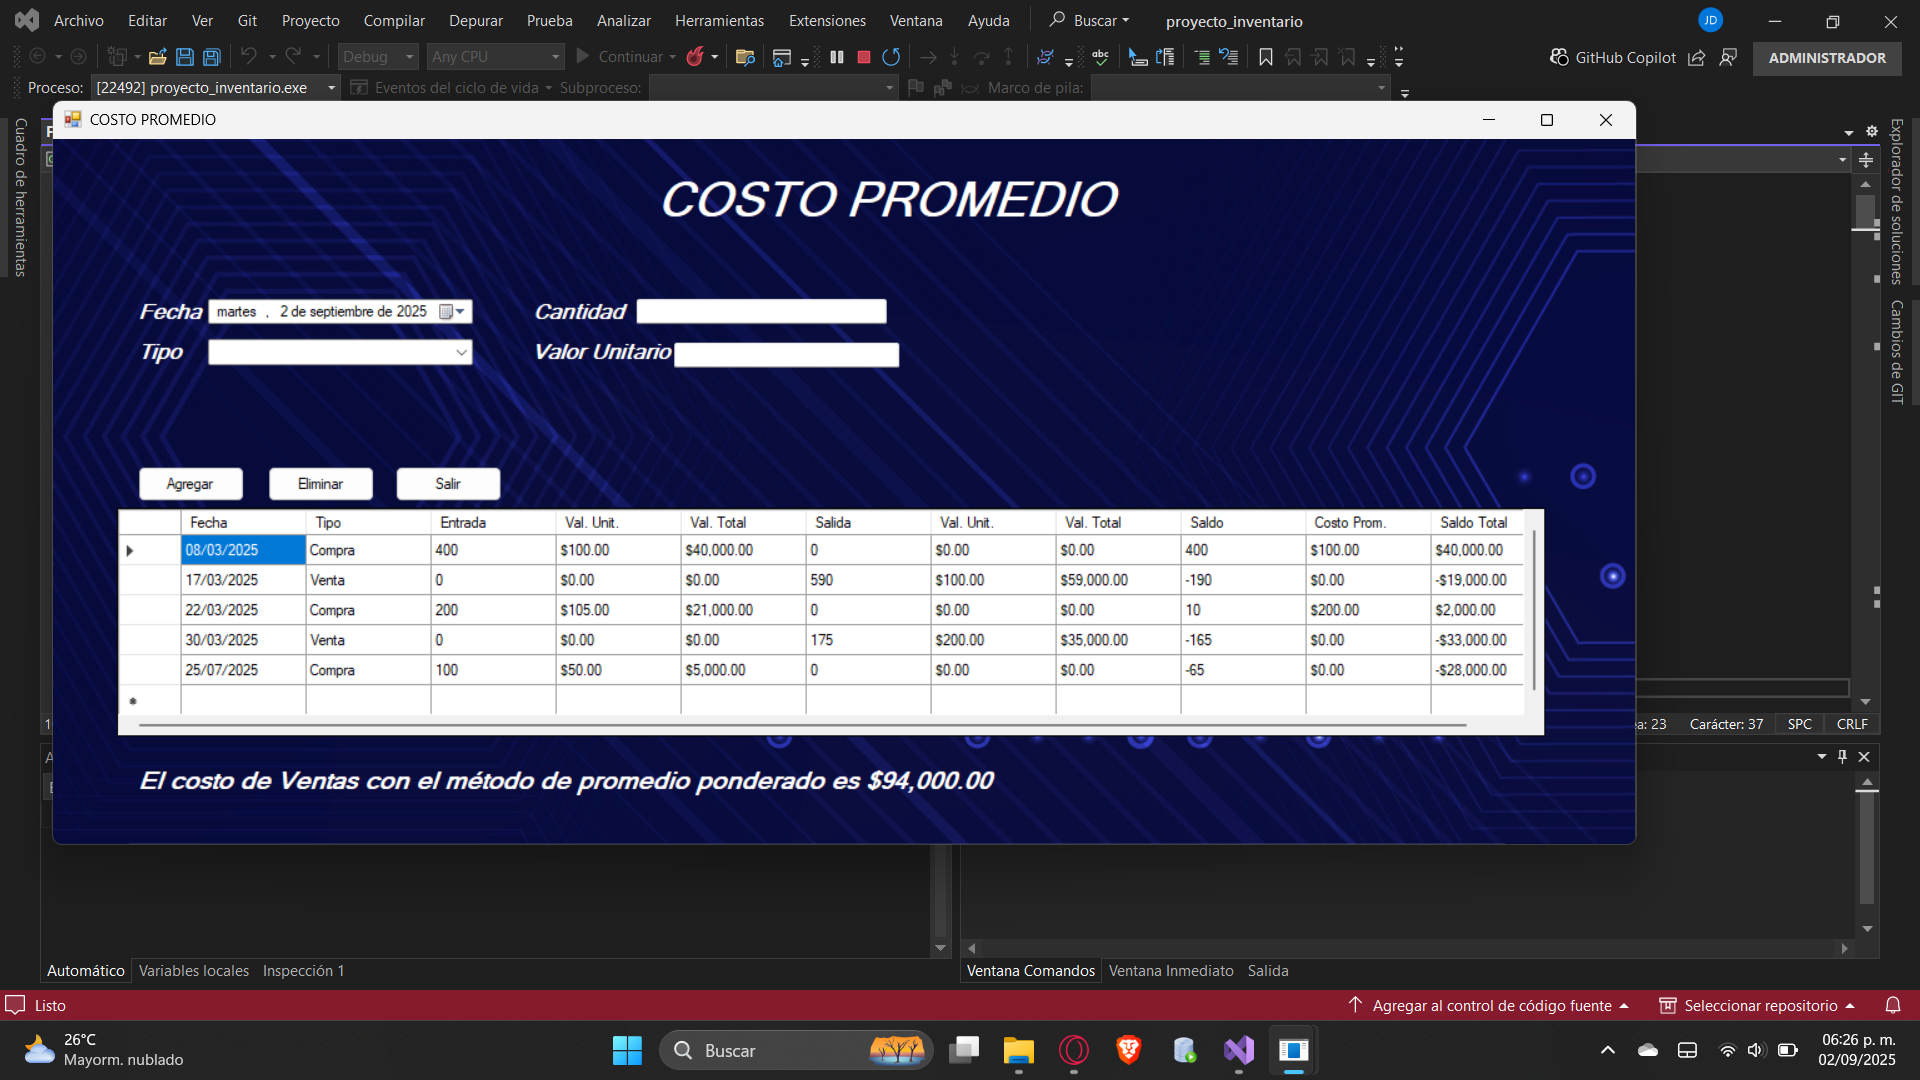 Archivo Editar Ver Git Proyecto Compilar Depurar Prueba Analizar Herramientas Extensiones Ventana Ayuda Buscar proyecto_inventario JD
Debug Any CPU Continuar abc GitHub Copilot ADMINISTRADOR
Proceso: [22492] proyecto_inventario.exe Eventos del ciclo de vida Subproceso: Marco de pila:
Cuadro de herramientas
Explorador de soluciones
Cambios de GIT
COSTO PROMEDIO
COSTO PROMEDIO
Fecha martes , 2 de septiembre de 2025 Cantidad
Tipo Valor Unitario
Agregar Eliminar Salir
Fecha Tipo Entrada Val. Unit. Val. Total Salida Val. Unit. Val. Total Saldo Costo Prom. Saldo Total
08/03/2025 Compra 400 $100.00 $40,000.00 0 $0.00 $0.00 400 $100.00 $40,000.00
17/03/2025 Venta 0 $0.00 $0.00 590 $100.00 $59,000.00 -190 $0.00 -$19,000.00
22/03/2025 Compra 200 $105.00 $21,000.00 0 $0.00 $0.00 10 $200.00 $2,000.00
30/03/2025 Venta 0 $0.00 $0.00 175 $200.00 $35,000.00 -165 $0.00 -$33,000.00
25/07/2025 Compra 100 $50.00 $5,000.00 0 $0.00 $0.00 -65 $0.00 -$28,000.00
ea: 23 Carácter: 37 SPC CRLF
El costo de Ventas con el método de promedio ponderado es $94,000.00
Automático Variables locales Inspección 1 Ventana Comandos Ventana Inmediato Salida
Listo Agregar al control de código fuente Seleccionar repositorio
26°C
Mayorm. nublado
Buscar
06:26 p. m.
02/09/2025